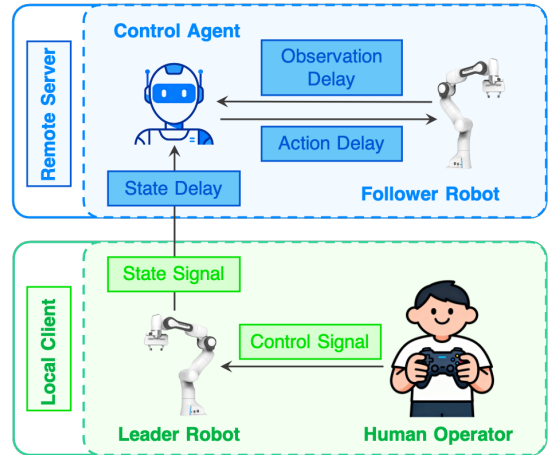 Control Agent
Observation
Delay
Action Delay
State Delay
Follower Robot
Remote Server
State Signal
Control Signal
Leader Robot
Human Operator
Local Client